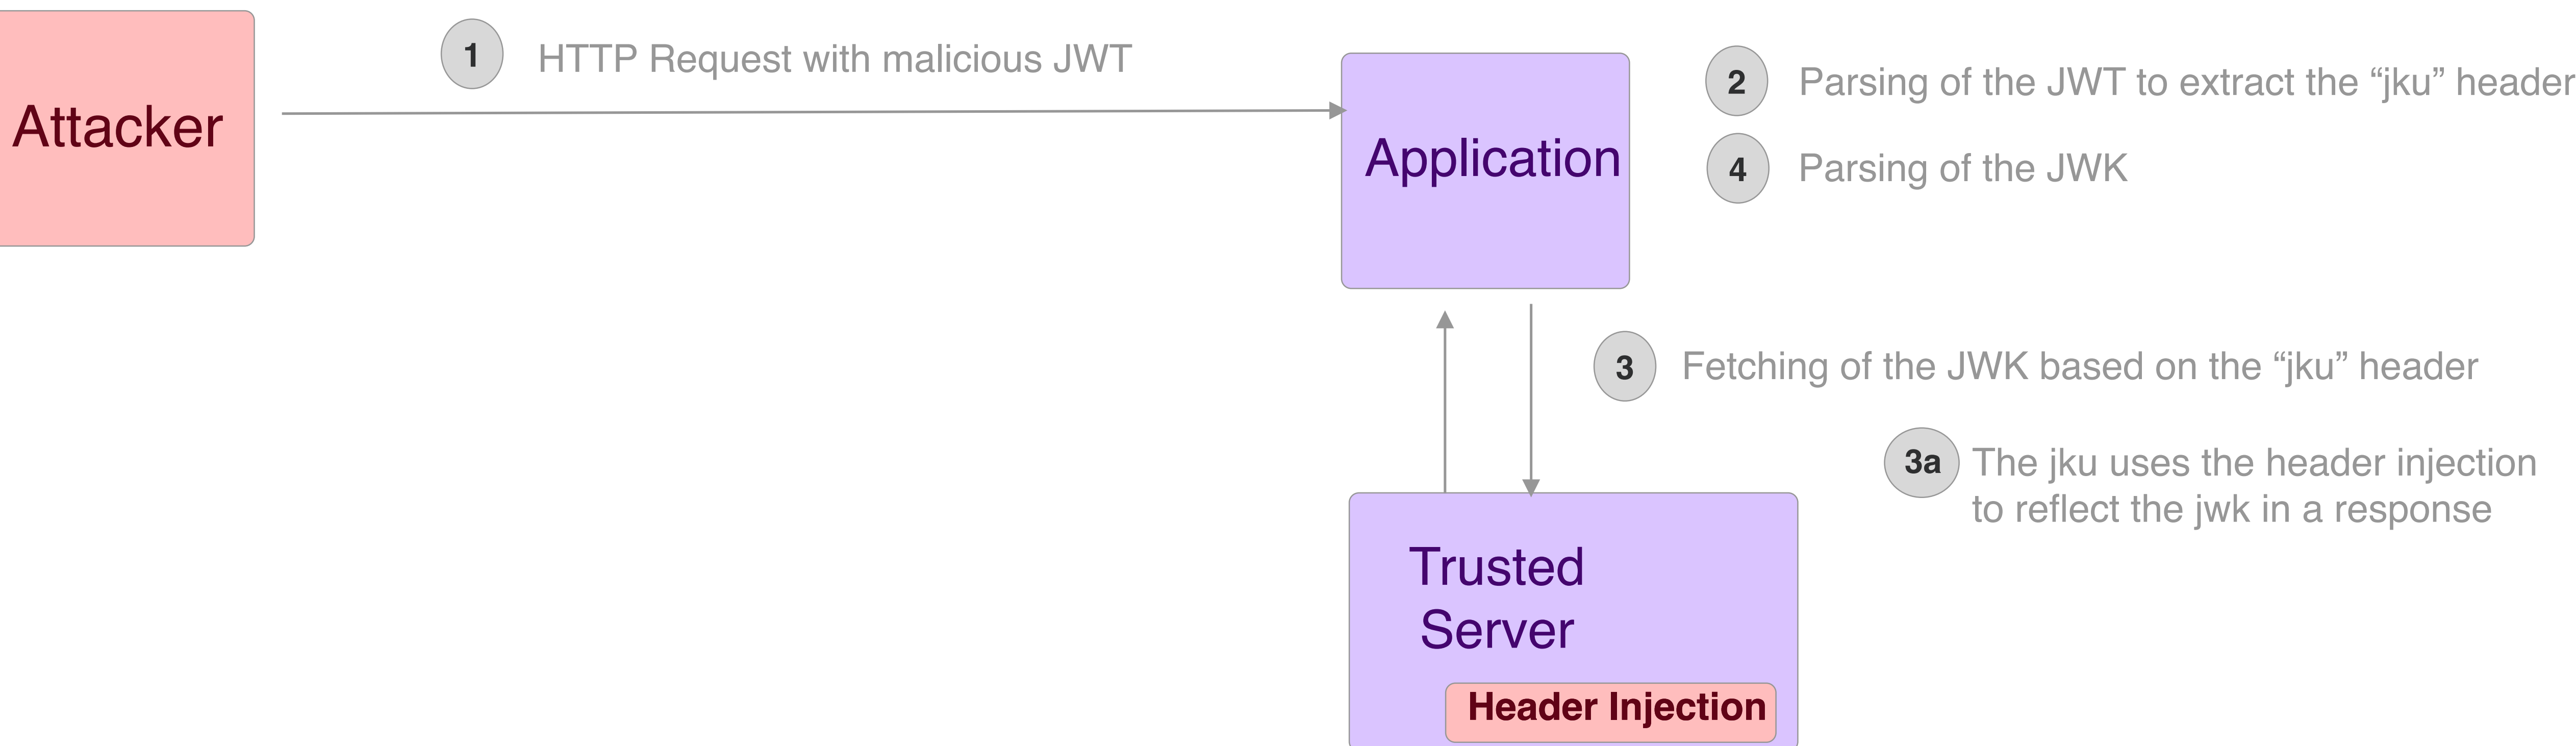 Attacker
1
HTTP Request with malicious JWT
Application
2
Parsing of the JWT to extract the “jku” header
4
Parsing of the JWK
3
Fetching of the JWK based on the “jku” header
3a
The jku uses the header injection
to reflect the jwk in a response
Trusted
Server
Header Injection